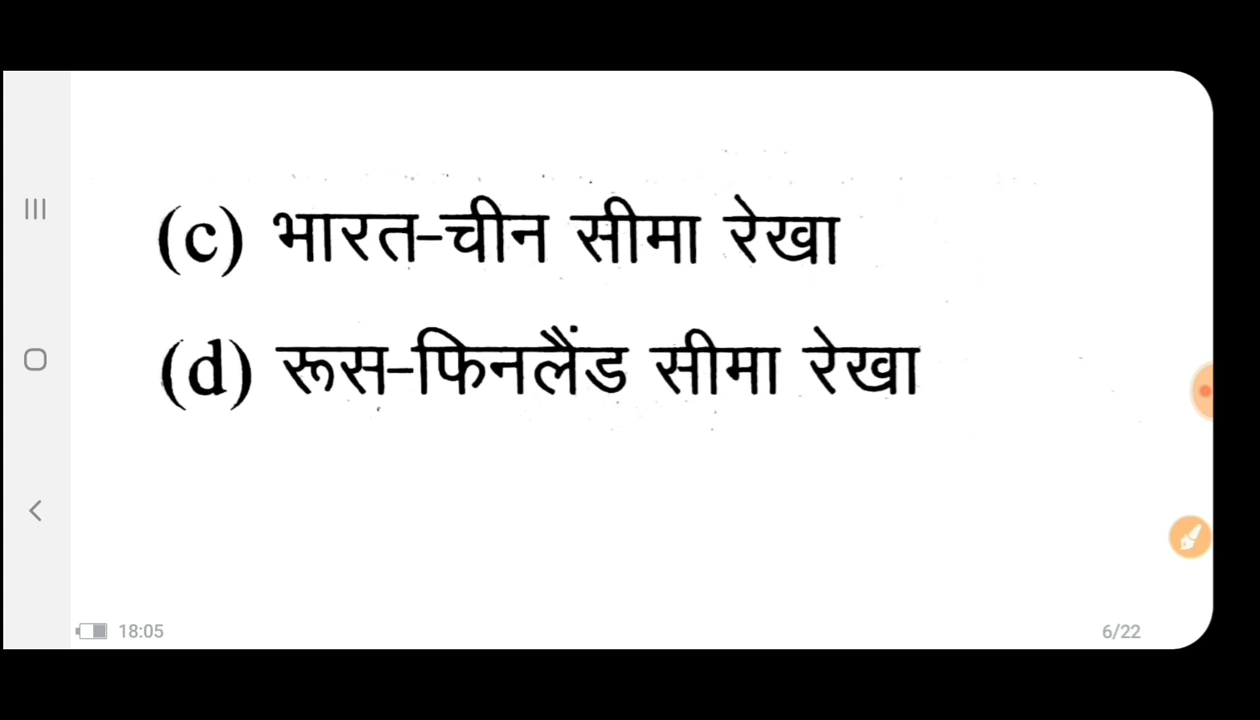 (c) भारत-चीन सीमा रेखा
(d) रूस-फिनलैंड सीमा रेखा
18:05
6/22